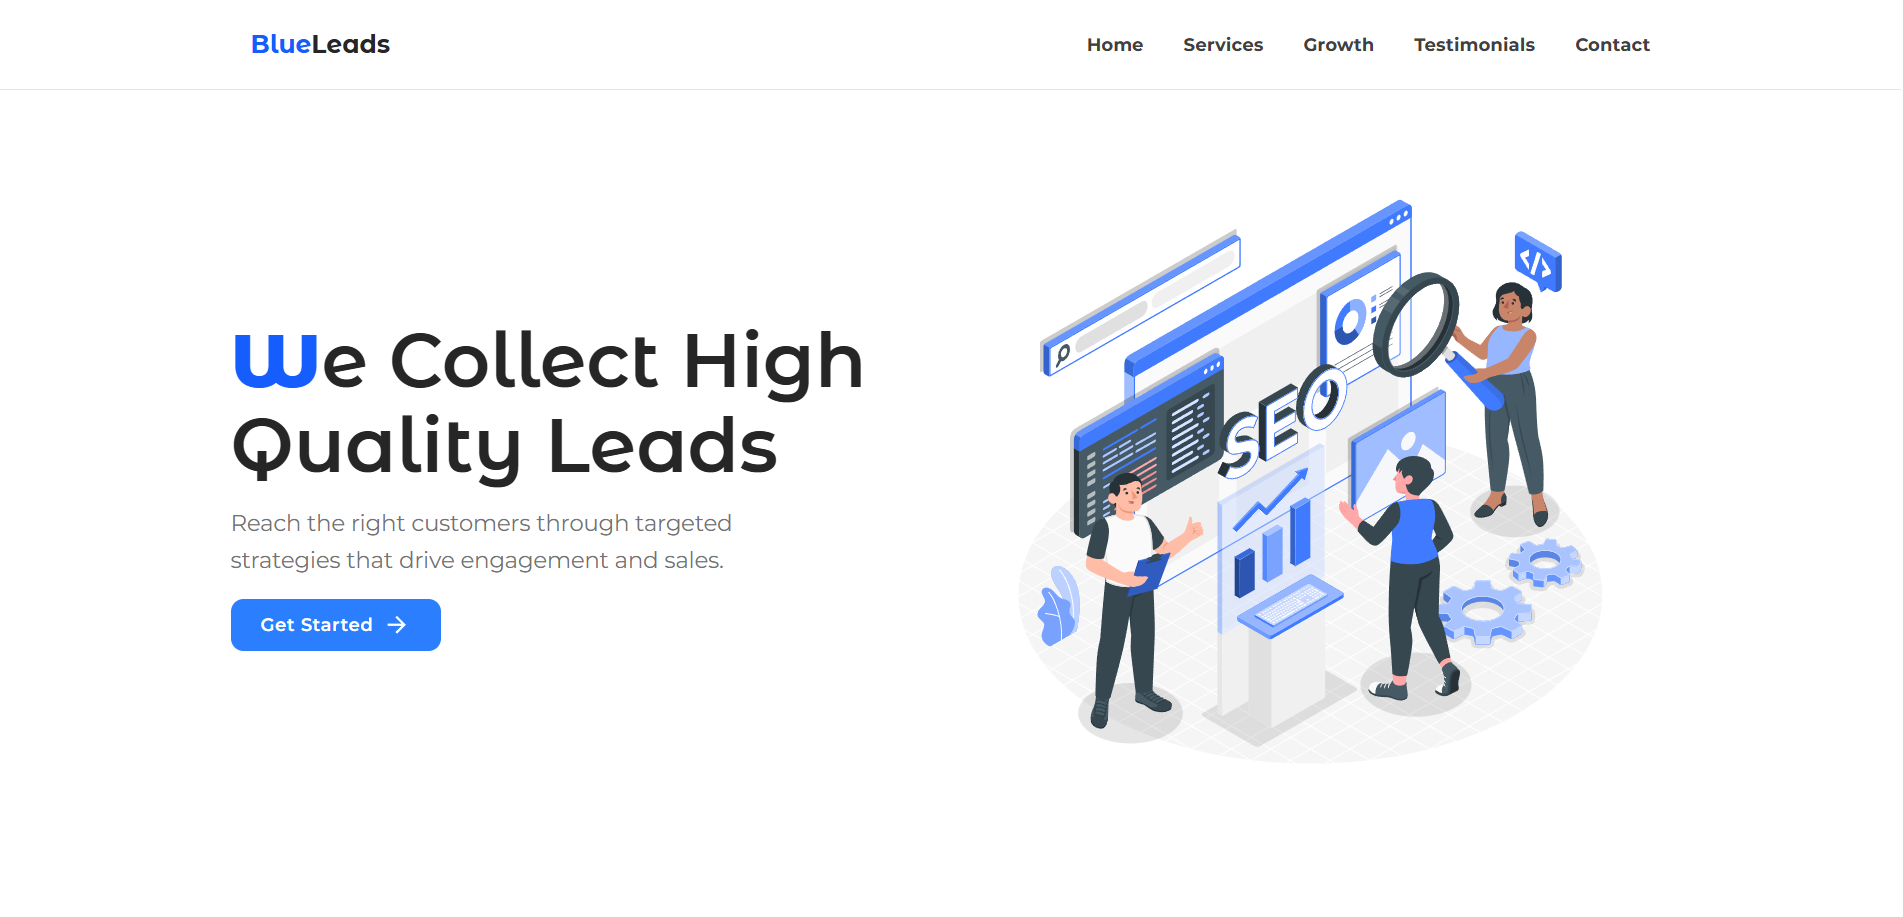 BlueLeads
Home Services Growth Testimonials Contact
We Collect High
Quality Leads
Reach the right customers through targeted
strategies that drive engagement and sales.
Get Started
</>
SEO